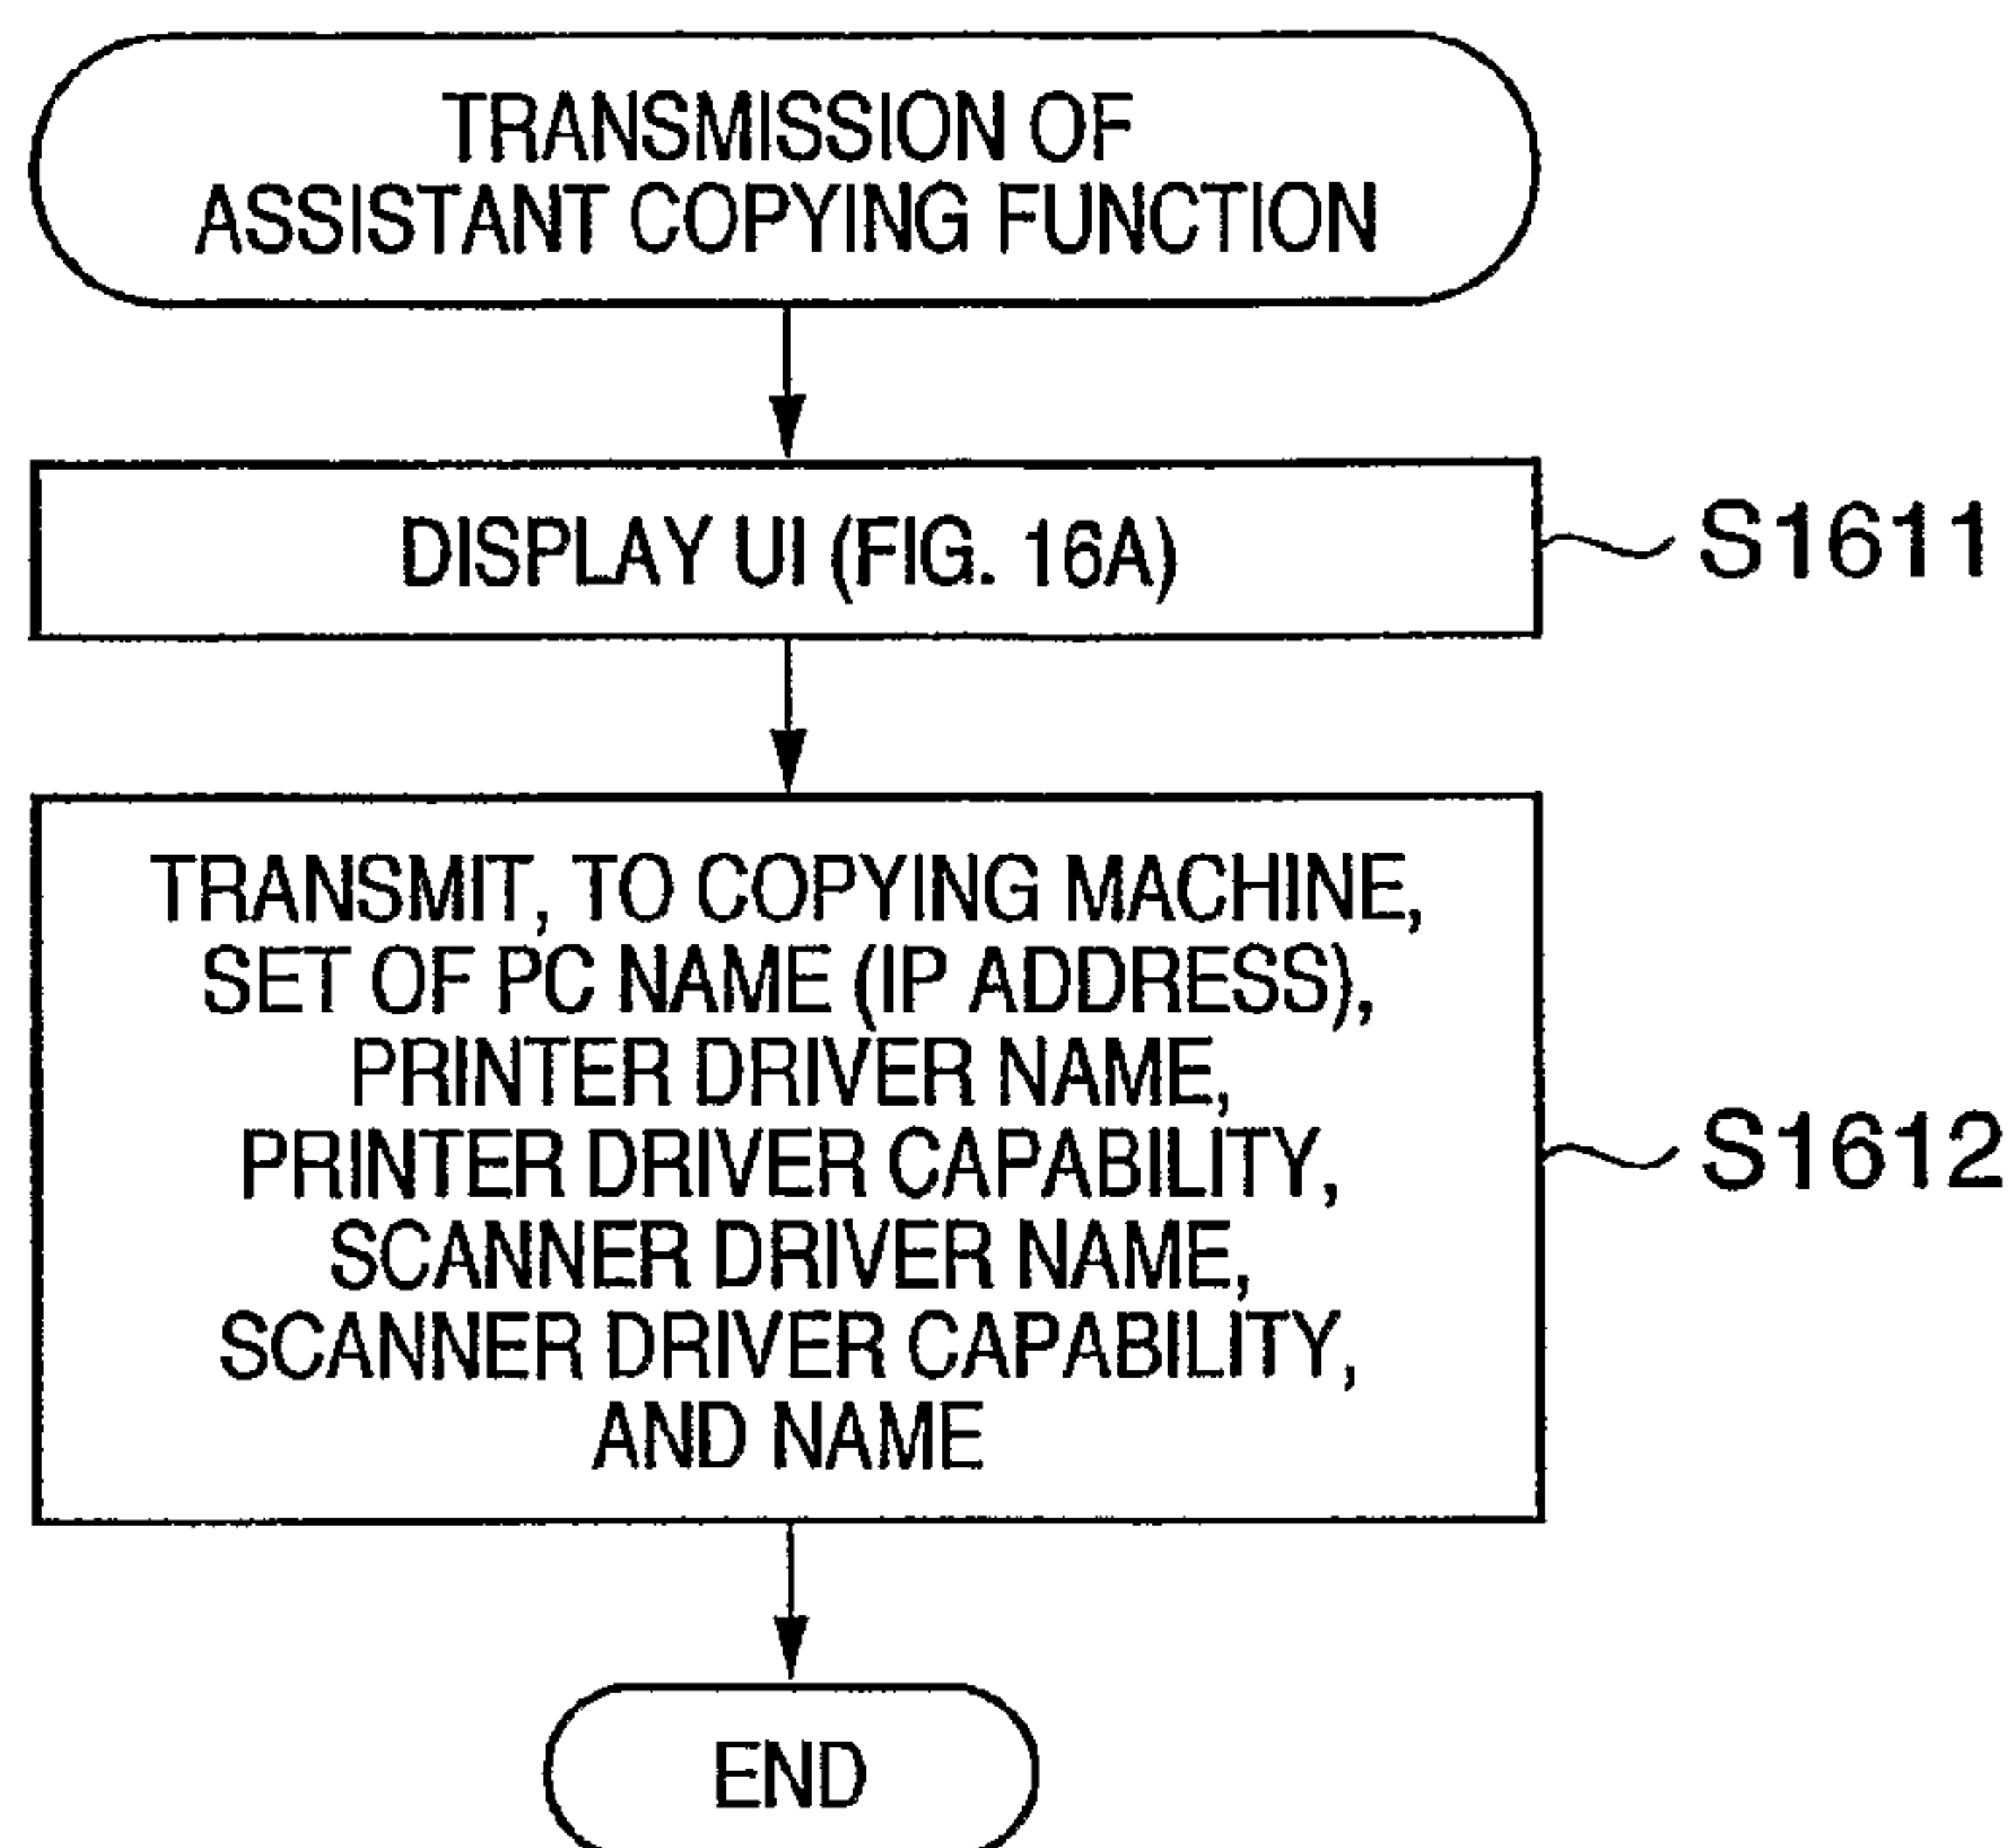 TRANSMISSION OF
ASSISTANT COPYING FUNCTION
DISPLAY UI (FIG. 16A)
S1611
TRANSMIT, TO COPYING MACHINE,
SET OF PC NAME (IP ADDRESS),
PRINTER DRIVER NAME,
PRINTER DRIVER CAPABILITY,
SCANNER DRIVER NAME,
SCANNER DRIVER CAPABILITY,
AND NAME
S1612
END